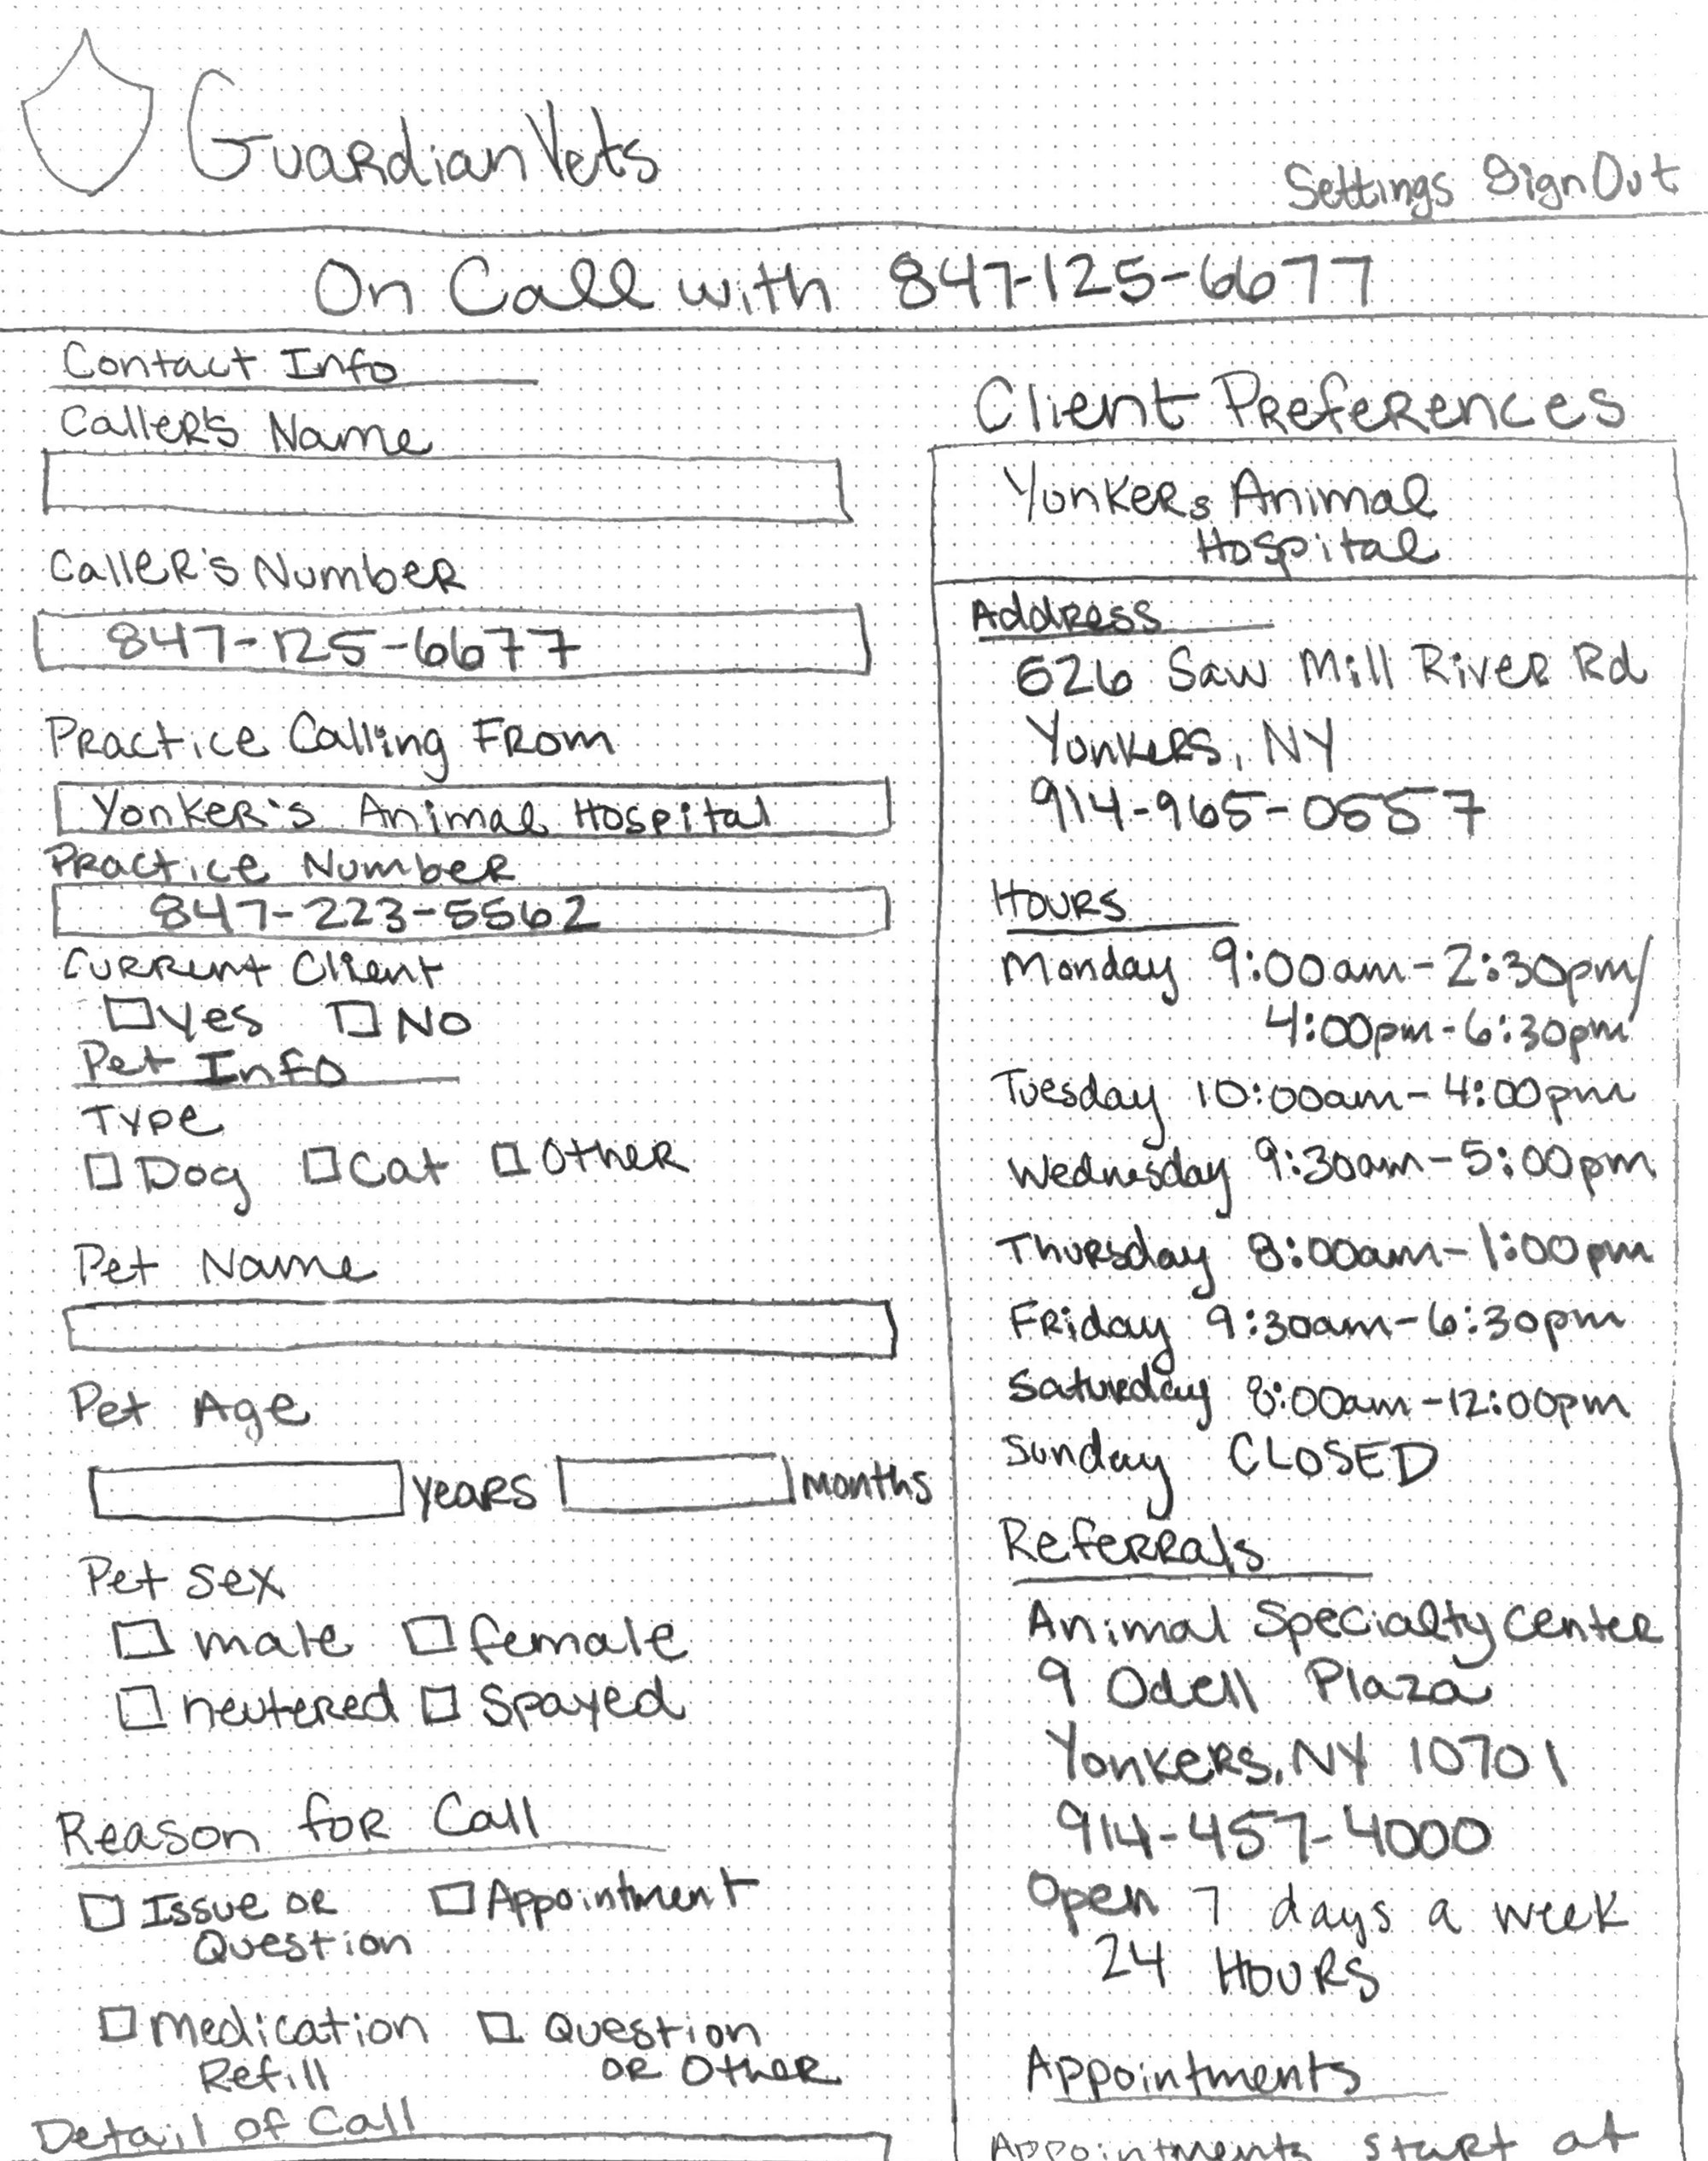 Guardian Vets
Settings Sign Out
On Call with 847-125-6677
Contact Info
Caller's Name
Caller's Number
847-125-6677
Practice Calling From
Yonker's Animal Hospital
Practice Number
847-223-5562
Current Client
Yes No
Pet Info
Type
Dog Cat Other
Pet Name
Pet Age
years months
Pet Sex
male female
neutered spayed
Reason for Call
Issue or Appointment
Question
Medication Question
Refill or Other
Detail of Call
Client Preferences
Yonkers Animal
Hospital
Address
626 Saw Mill River Rd
Yonkers, NY
914-965-0557
Hours
Monday 9:00am-2:30pm/
4:00pm-6:30pm
Tuesday 10:00am-4:00pm
Wednesday 9:30am-5:00pm
Thursday 8:00am-1:00pm
Friday 9:30am-6:30pm
Saturday 8:00am-12:00pm
Sunday CLOSED
Referrals
Animal Specialty Center
9 Odell Plaza
Yonkers, NY 10701
914-457-4000
Open 7 days a week
24 Hours
Appointments
Appointments start at